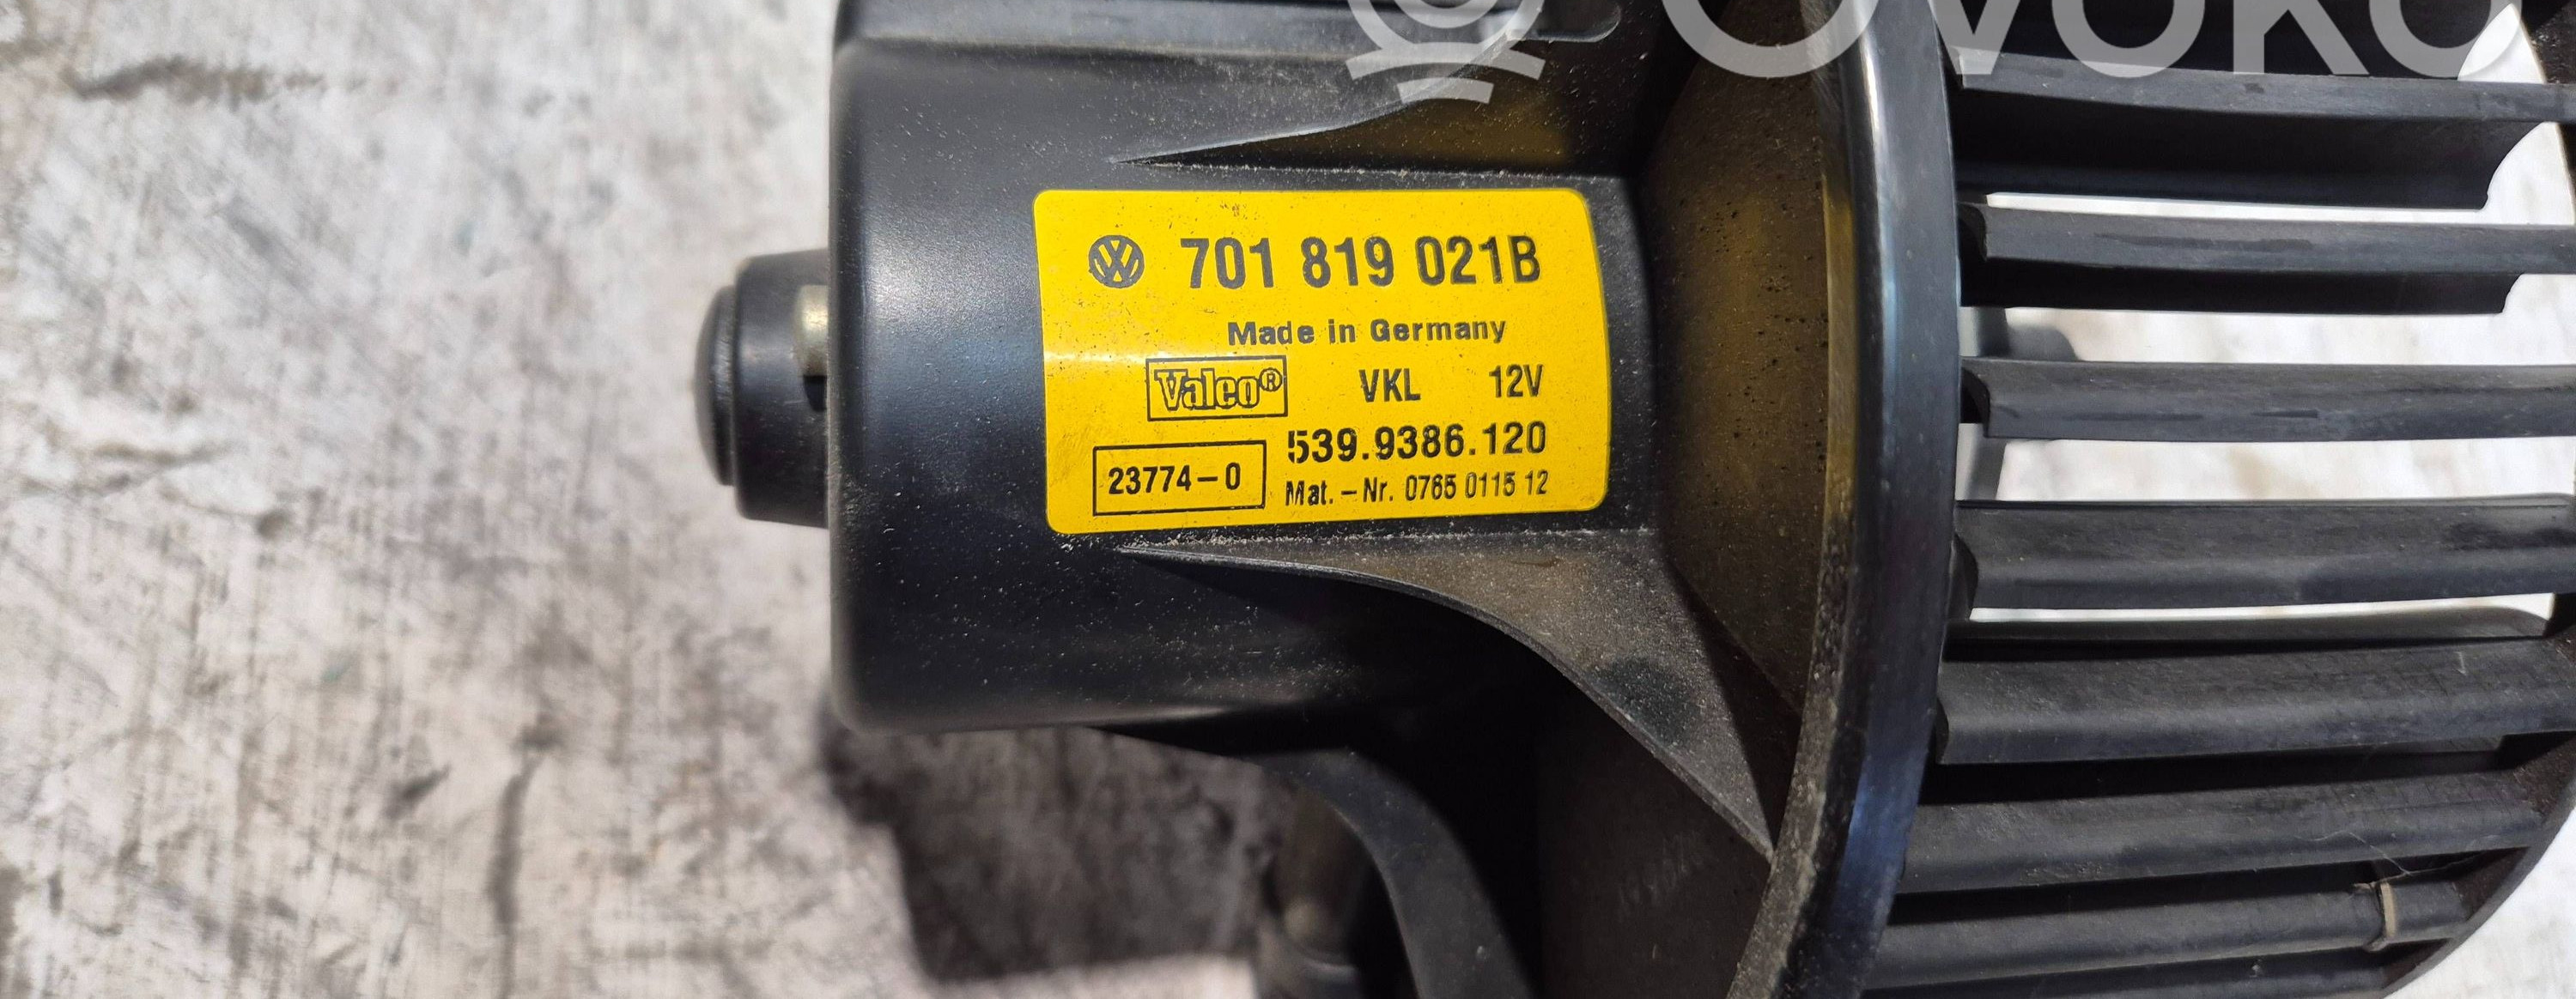 Ovoko
701 819 021B
Made in Germany
Valeo® VKL 12V
539.9386.120
23774-0 Mat.-Nr. 0765 0115 12